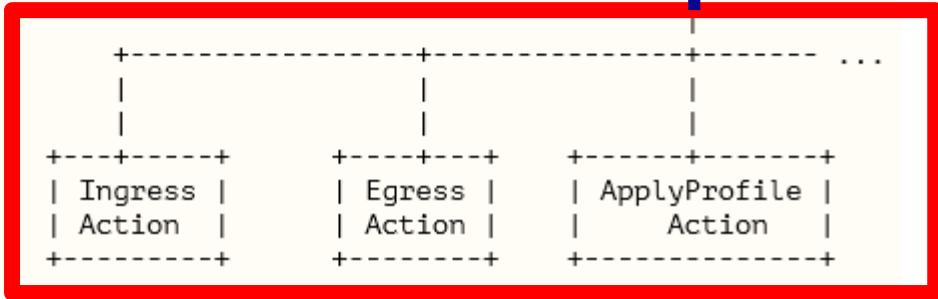 |
    +------------------+----------------+------- ...
    |                  |                |
    |                  |                |
+---+-----+      +----+---+    +------+-------+
| Ingress |      | Egress |    | ApplyProfile |
| Action  |      | Action |    |     Action   |
+---------+      +--------+    +--------------+